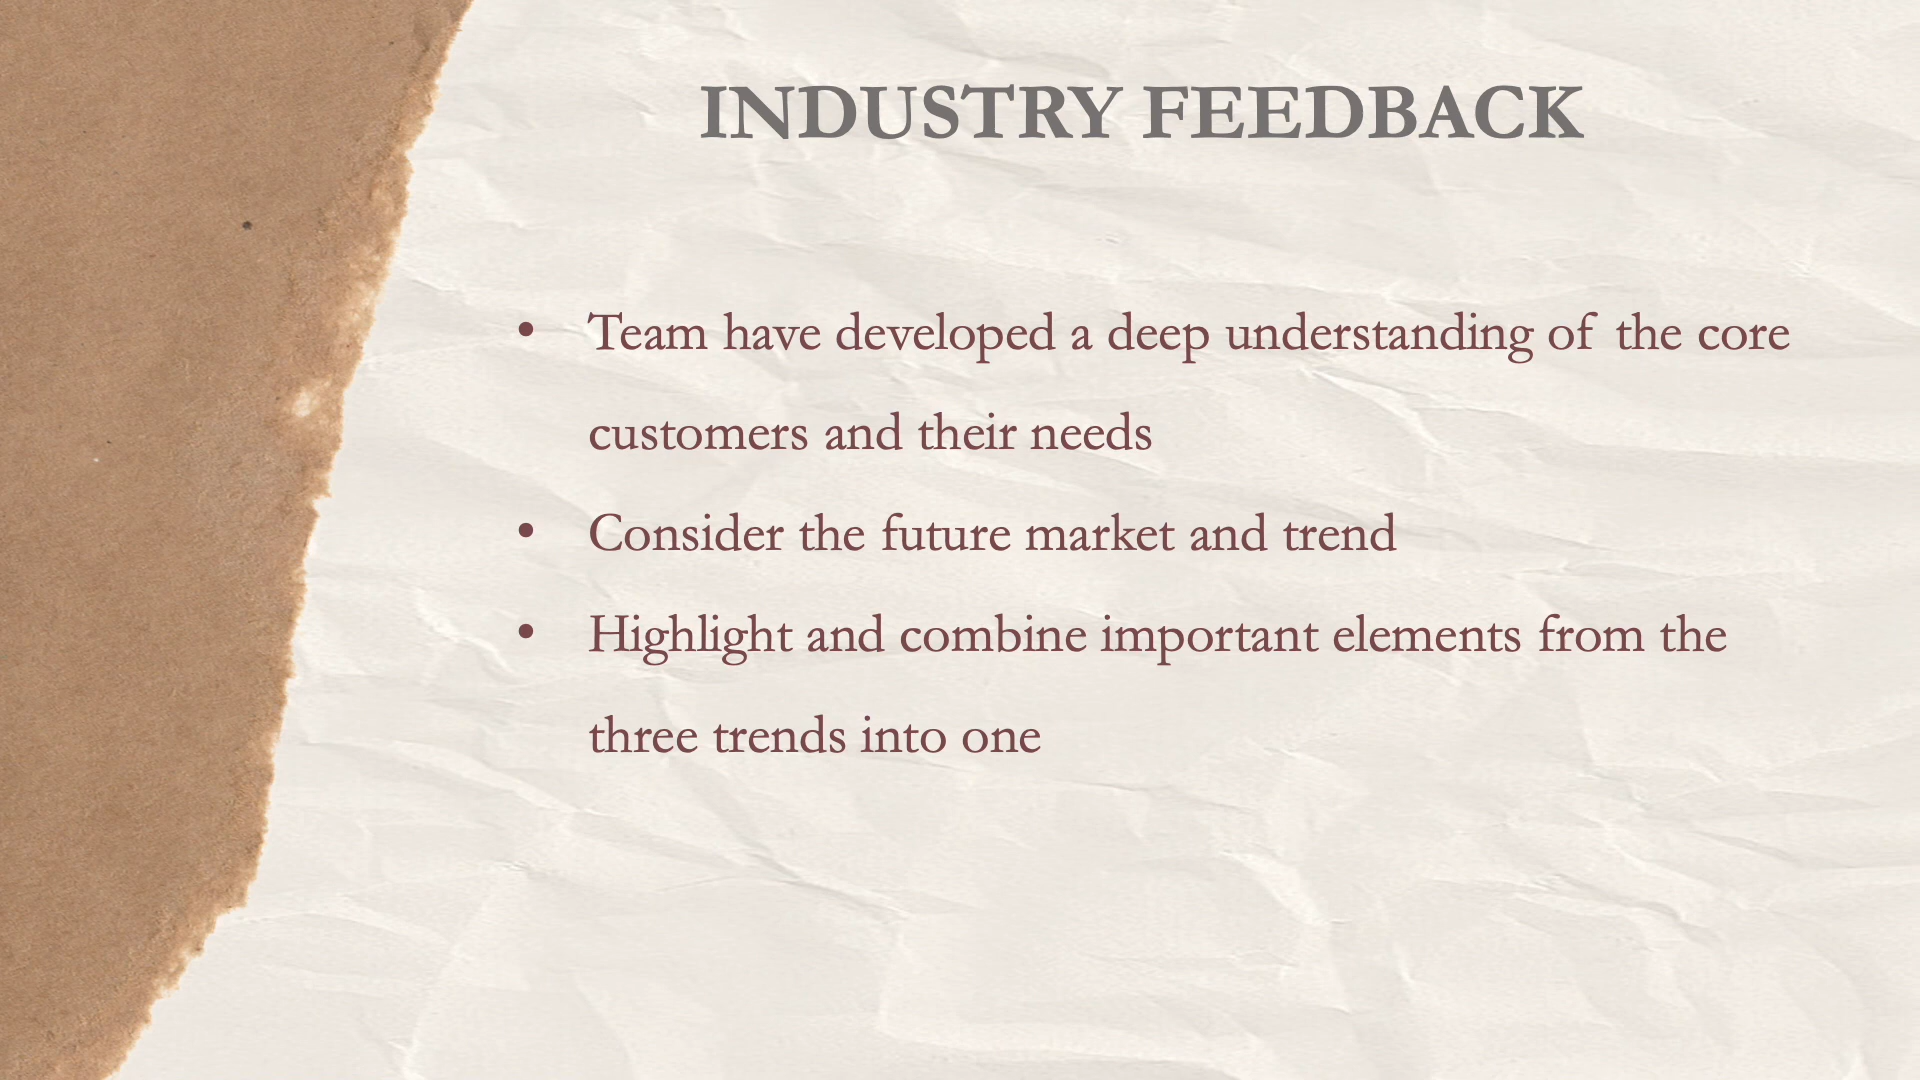 INDUSTRY FEEDBACK
• Team have developed a deep understanding of the core
customers and their needs
• Consider the future market and trend
• Highlight and combine important elements from the
three trends into one